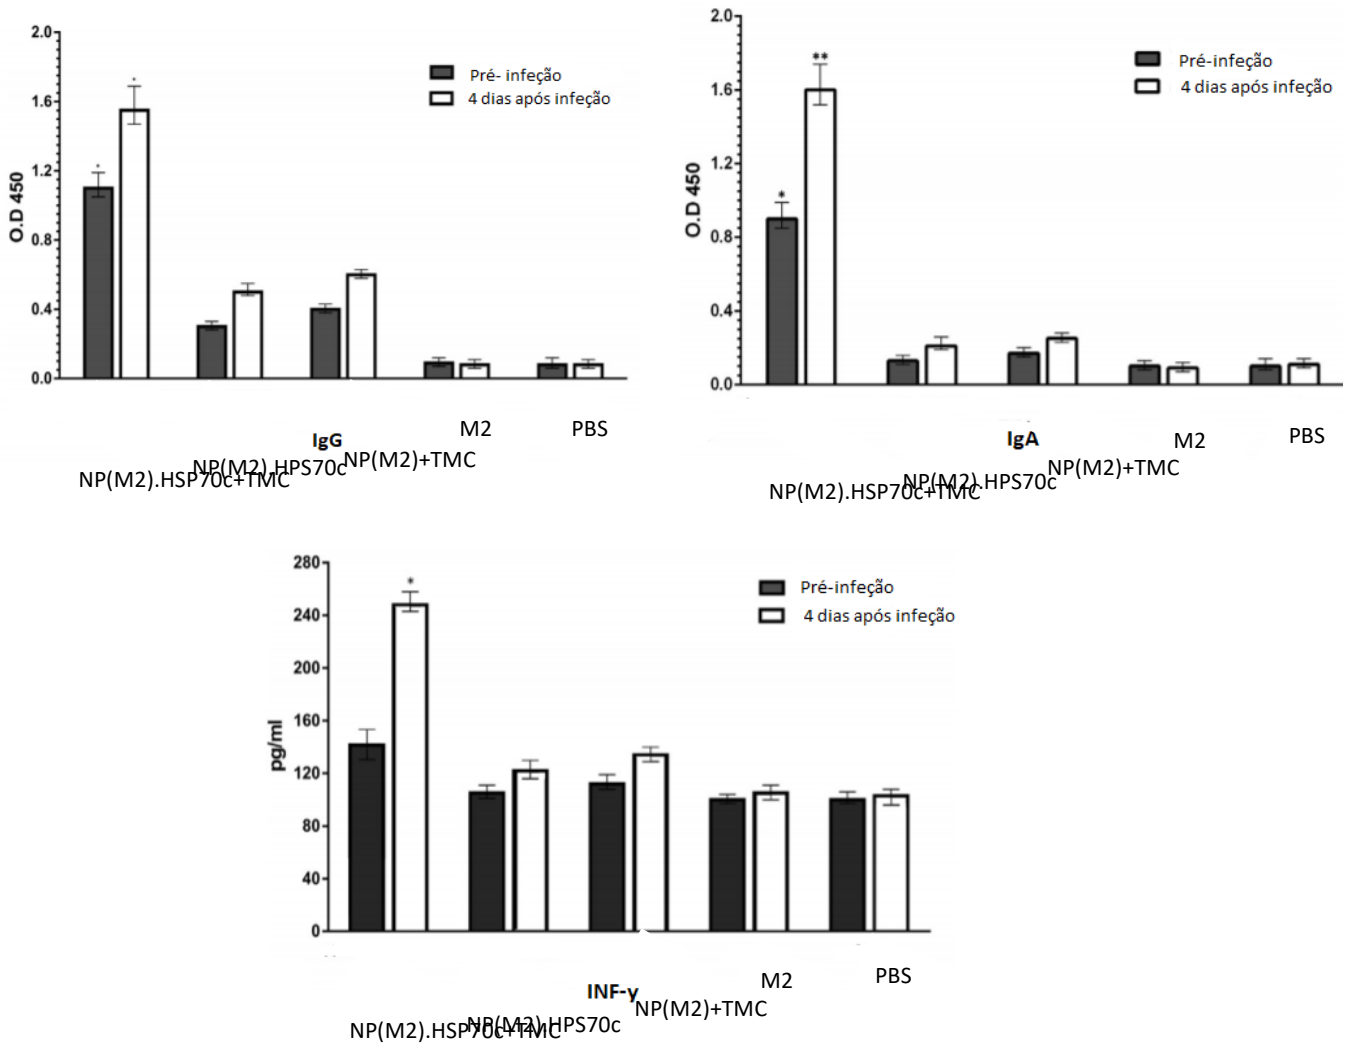 2.0
1.6
1.2
0.8
0.4
0.0
O.D 450
Pré- infeção
4 dias após infeção
*
*
IgG
M2
PBS
NP(M2)+TMC
NP(M2).HPS70c
NP(M2).HSP70c+TMC
2.0
1.6
1.2
0.8
0.4
0.0
O.D 450
Pré-infeção
4 dias após infeção
*
**
IgA
M2
PBS
NP(M2)+TMC
NP(M2).HPS70c
NP(M2).HSP70c+TMC
280
240
200
160
120
80
40
0
pg/ml
Pré-infeção
4 dias após infeção
*
INF-y
M2
PBS
NP(M2)+TMC
NP(M2).HPS70c
NP(M2).HSP70c+TMC